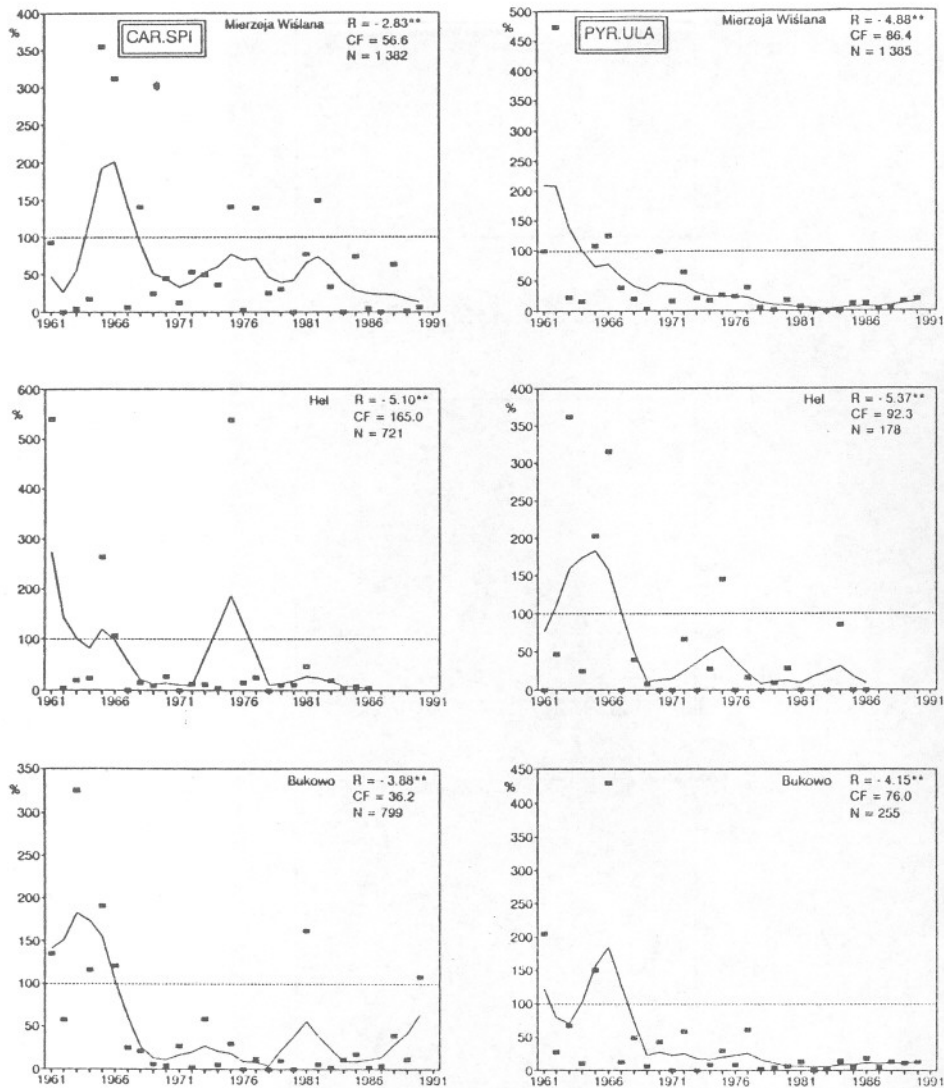 CAR.SPI
Mierzeja Wiślana R = - 2.83**
CF = 56.6
N = 1 382
%
400
350
300
250
200
150
100
50
0
1961 1966 1971 1976 1981 1986 1991
PYR.ULA
Mierzeja Wiślana R = - 4.88**
CF = 86.4
N = 1 385
%
500
450
400
350
300
250
200
150
100
50
0
1961 1966 1971 1976 1981 1986 1991
Hel R = - 5.10**
CF = 165.0
N = 721
%
600
500
400
300
200
100
0
1961 1966 1971 1976 1981 1986 1991
Hel R = - 5.37**
CF = 92.3
N = 178
%
400
350
300
250
200
150
100
50
0
1961 1966 1971 1976 1981 1986 1991
Bukowo R = - 3.88**
CF = 36.2
N = 799
%
350
300
250
200
150
100
50
0
1961 1966 1971 1976 1981 1986 1991
Bukowo R = - 4.15**
CF = 76.0
N = 255
%
450
400
350
300
250
200
150
100
50
0
1961 1966 1971 1976 1981 1986 1991